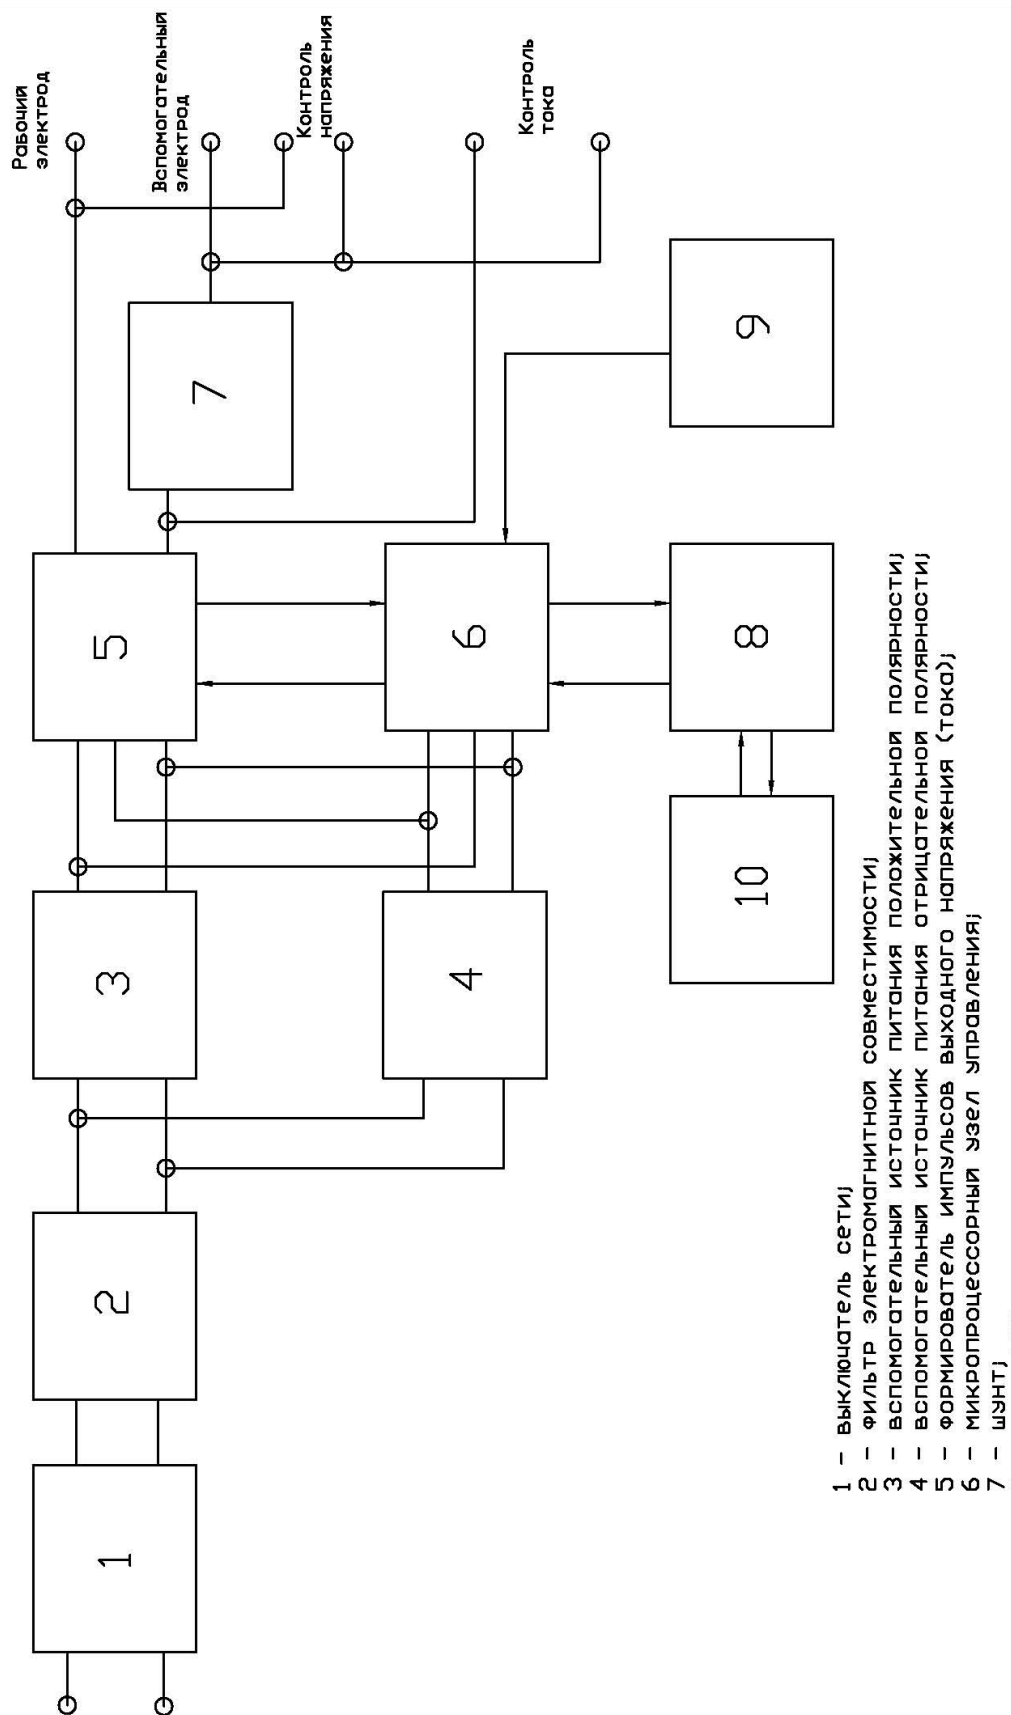 Рабочий
электрод
Вспомогательный
электрод
Контроль
напряжения
Контроль
тока
1
2
3
4
5
6
7
8
9
10
1 - выключатель сети;
2 - фильтр электромагнитной совместимости;
3 - вспомогательный источник питания положительной полярности;
4 - вспомогательный источник питания отрицательной полярности;
5 - формирователь импульсов выходного напряжения (тока);
6 - микропроцессорный узел управления;
7 - шунт;